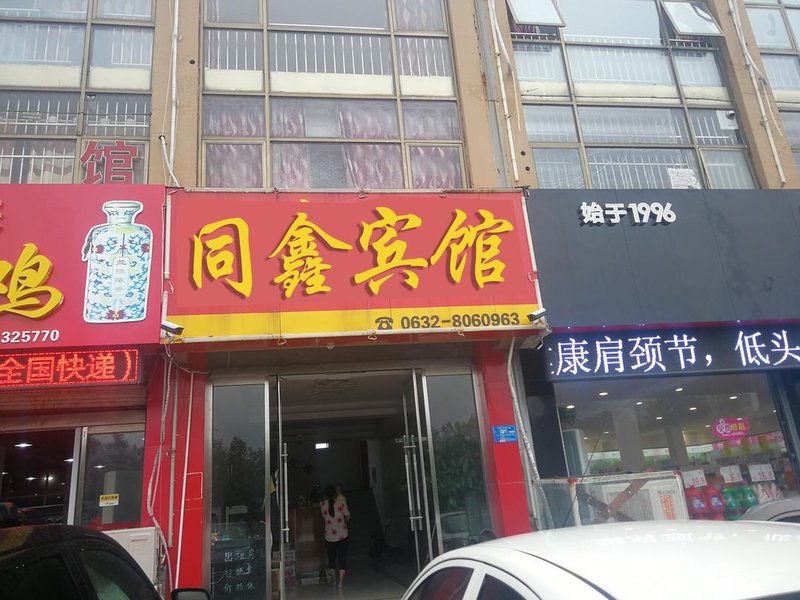 馆
鸡
325770
全国快递)
同鑫宾馆
0632-8060963
始于1996
康肩颈节，低头